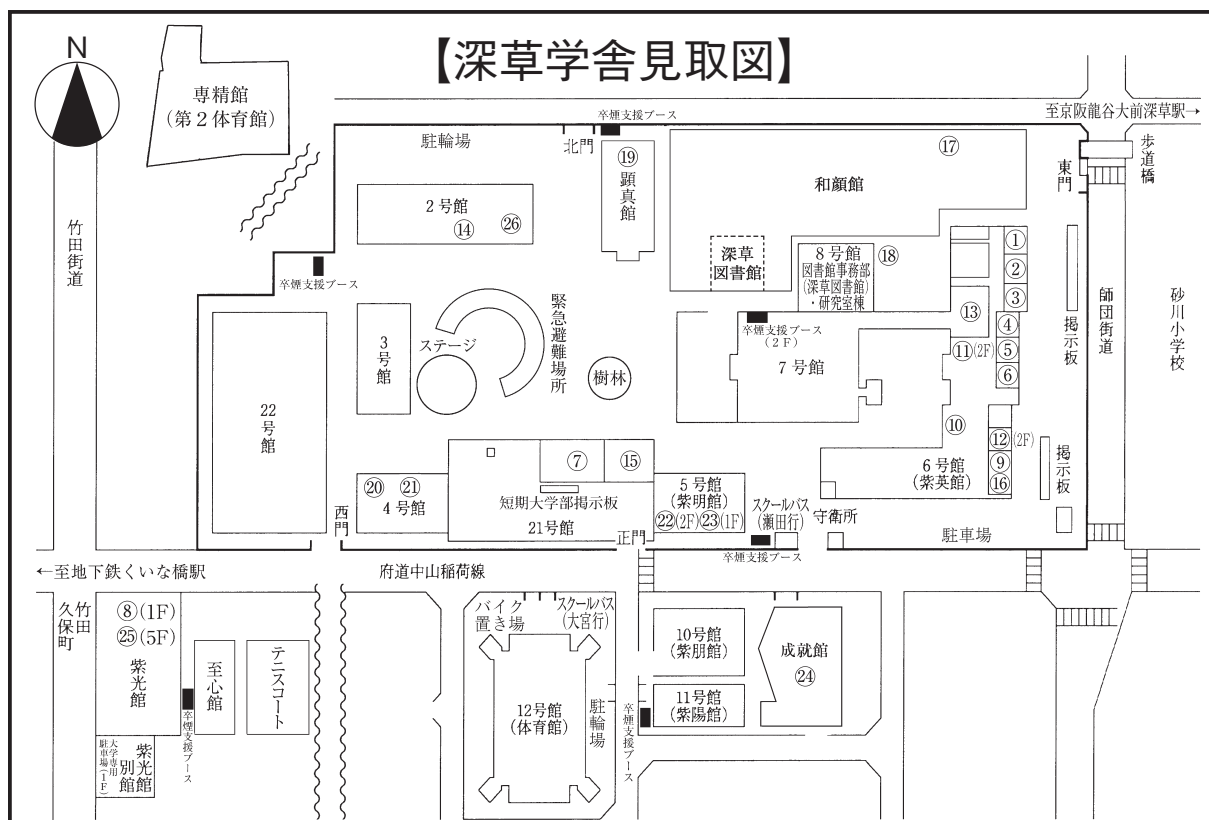 【深草学舎見取図】
N
専精館
(第2体育館)
至京阪龍谷大前深草駅→
卒煙支援ブース
駐輪場
北門
⑲
顕真館
⑰
和顔館
東門
歩道橋
2号館
⑭
㉖
竹田街道
卒煙支援ブース
深草
図書館
8号館
図書館事務部
(深草図書館)
・研究室棟
⑱
①
②
③
④
⑤
⑥
⑬
⑪(2F)
掲示板
師団街道
砂川小学校
緊急避難場所
ステージ
3号館
樹林
卒煙支援ブース
(2F)
7号館
22号館
⑩
⑫(2F)
⑨
⑯
掲示板
6号館
(紫英館)
⑦
⑮
短期大学部掲示板
21号館
⑳
㉑
4号館
西門
5号館
(紫明館)
㉒(2F)㉓(1F)
正門
スクールバス
(瀬田行)
守衛所
卒煙支援ブース
駐車場
←至地下鉄くいな橋駅
府道中山稲荷線
竹田
久保町
⑧(1F)
㉕(5F)
紫光館
至心館
テニスコート
卒煙支援ブース
紫光館
別館
大学専用
駐車場(1F)
バイク
置き場
スクールバス
(大宮行)
12号館
(体育館)
駐輪場
卒煙支援ブース
10号館
(紫朋館)
11号館
(紫陽館)
成就館
㉔